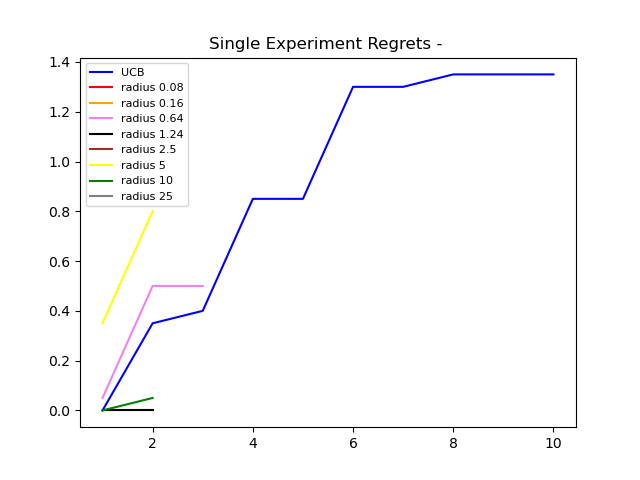 Single Experiment Regrets -
1.4
1.2
1.0
0.8
0.6
0.4
0.2
0.0
UCB
radius 0.08
radius 0.16
radius 0.64
radius 1.24
radius 2.5
radius 5
radius 10
radius 25
2 4 6 8 10